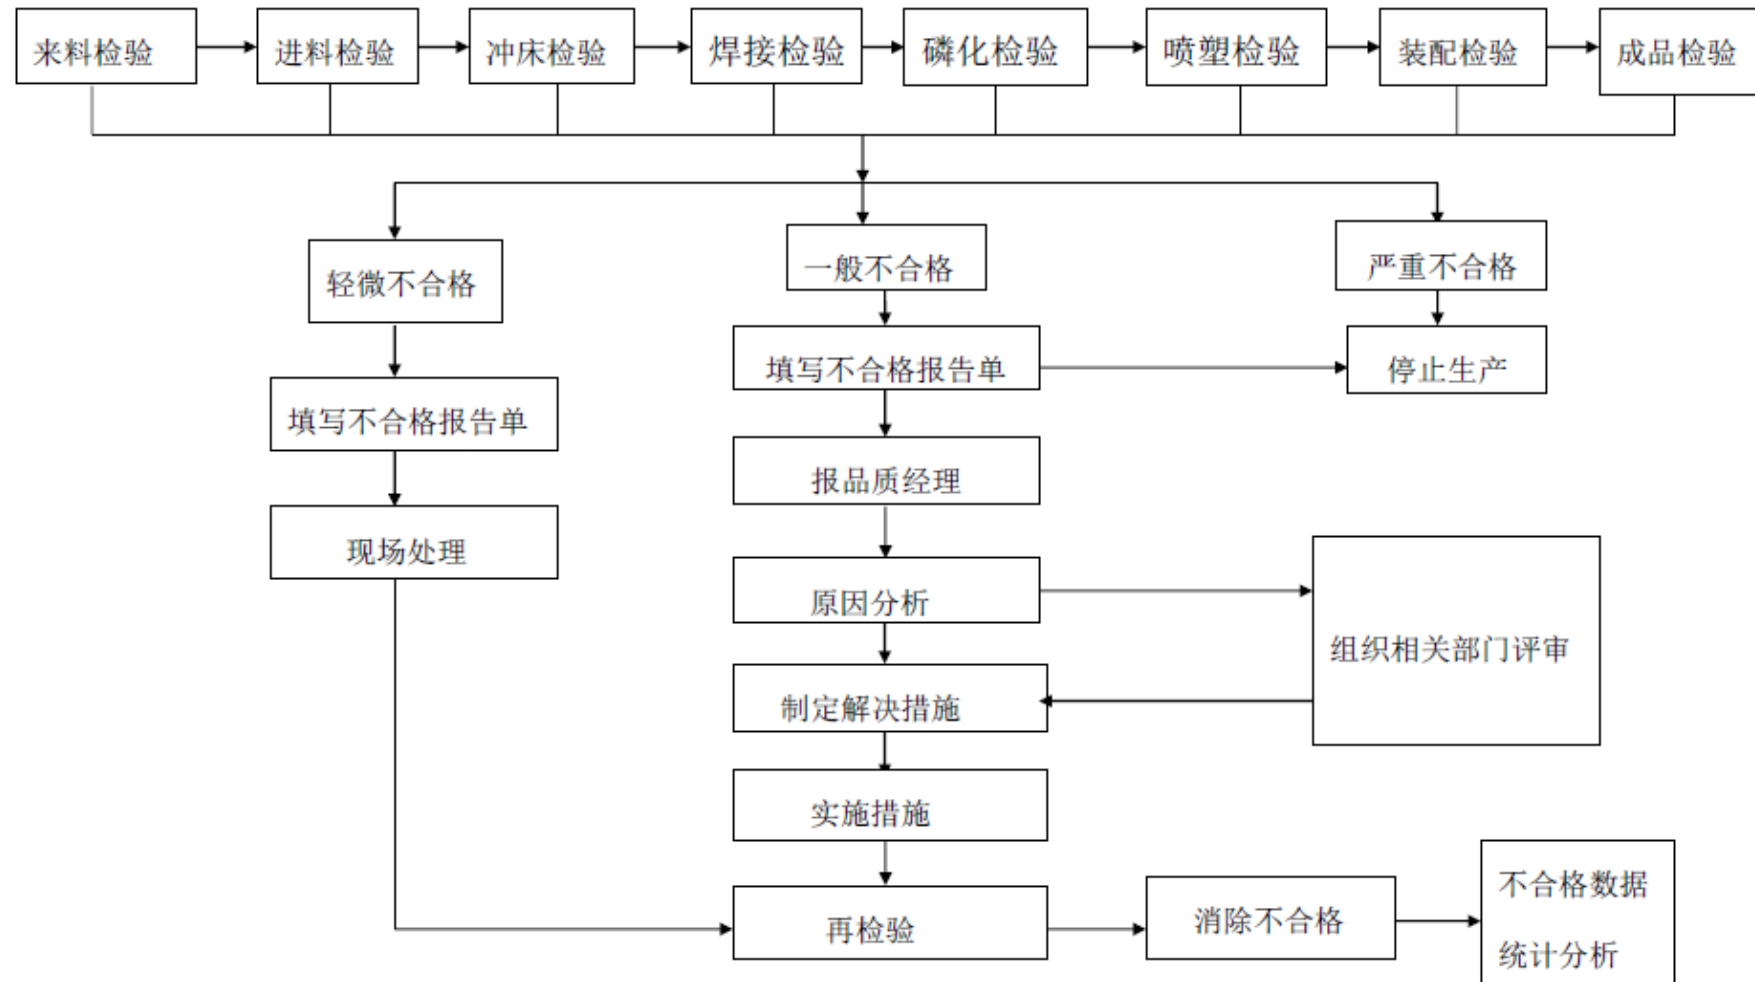 来料检验
进料检验
冲床检验
焊接检验
磷化检验
喷塑检验
装配检验
成品检验
轻微不合格
一般不合格
严重不合格
填写不合格报告单
停止生产
填写不合格报告单
报品质经理
现场处理
原因分析
组织相关部门评审
制定解决措施
实施措施
再检验
消除不合格
不合格数据
统计分析